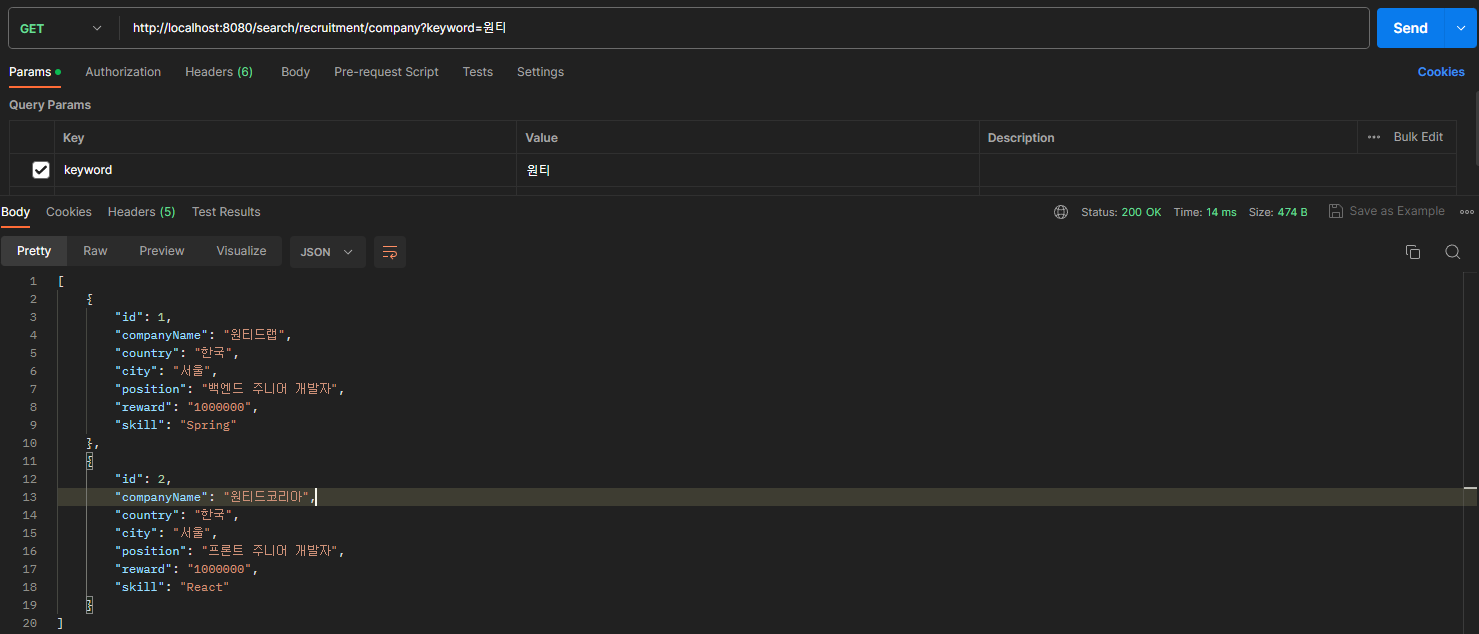 GET http://localhost:8080/search/recruitment/company?keyword=원티 Send
Params Authorization Headers (6) Body Pre-request Script Tests Settings Cookies
Query Params
Key Value Description Bulk Edit
keyword 원티
Body Cookies Headers (5) Test Results Status: 200 OK Time: 14 ms Size: 474 B Save as Example
Pretty Raw Preview Visualize JSON
1 [
2 {
3 "id": 1,
4 "companyName": "원티드랩",
5 "country": "한국",
6 "city": "서울",
7 "position": "백엔드 주니어 개발자",
8 "reward": "1000000",
9 "skill": "Spring"
10 },
11 {
12 "id": 2,
13 "companyName": "원티드코리아",
14 "country": "한국",
15 "city": "서울",
16 "position": "프론트 주니어 개발자",
17 "reward": "1000000",
18 "skill": "React"
19 }
20 ]